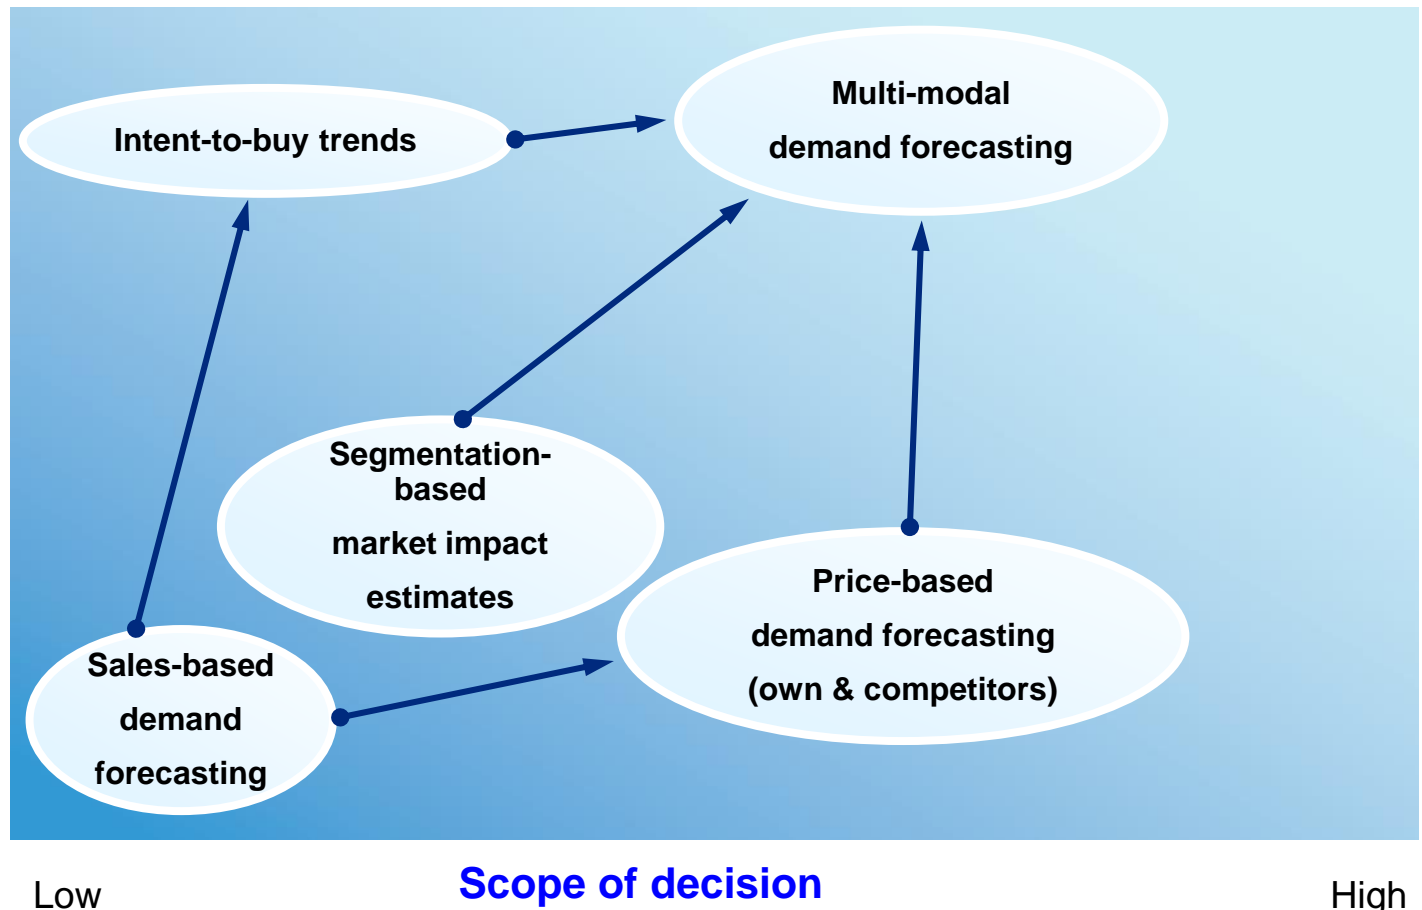 Intent-to-buy trends
Multi-modal
demand forecasting
Segmentation-
based
market impact
estimates
Price-based
demand forecasting
(own & competitors)
Sales-based
demand
forecasting
Low
Scope of decision
High